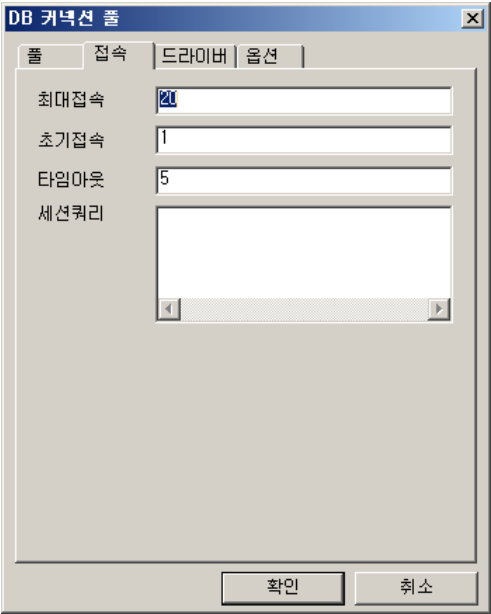 DB 커넥션 풀
풀 접속 드라이버 옵션
최대접속 20
초기접속 1
타임아웃 5
세션쿼리
확인 취소